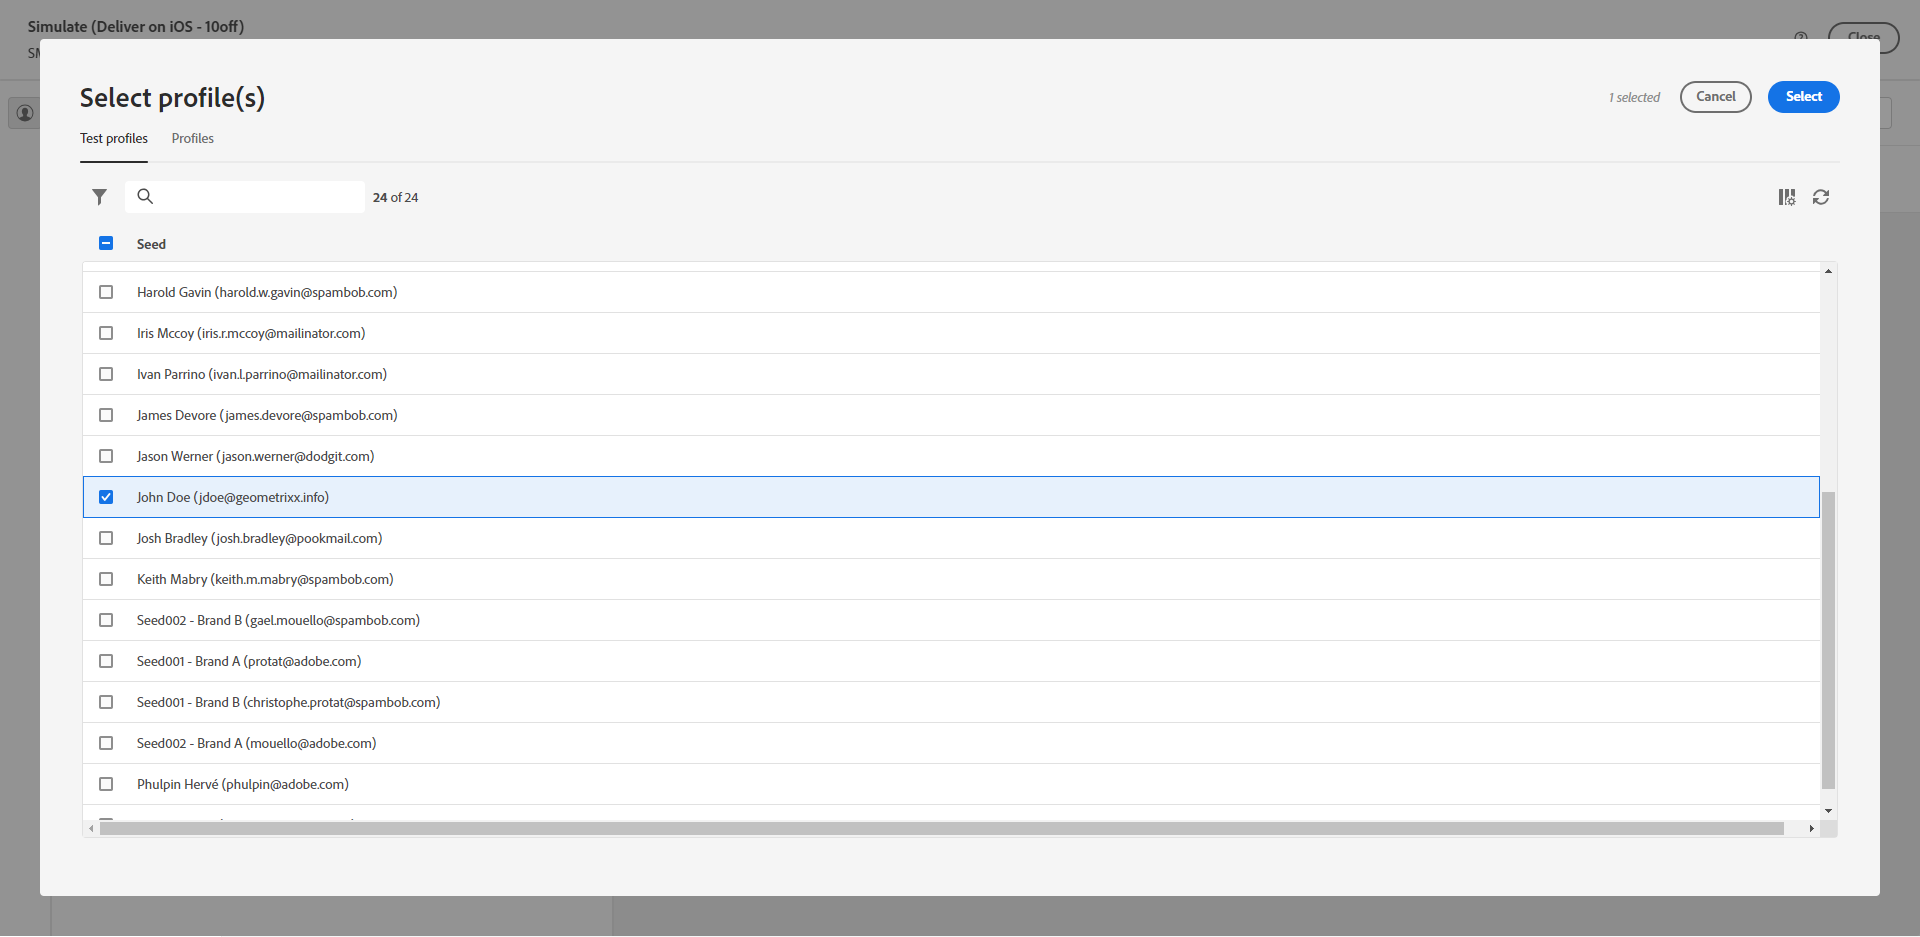 Simulate (Deliver on iOS - 10off)
Close
Select profile(s)
1 selected
Cancel
Select
Test profiles
Profiles
24 of 24
Seed
Harold Gavin (harold.w.gavin@spambob.com)
Iris Mccoy (iris.r.mccoy@mailinator.com)
Ivan Parrino (ivan.l.parrino@mailinator.com)
James Devore (james.devore@spambob.com)
Jason Werner (jason.werner@dodgit.com)
John Doe (jdoe@geometrixx.info)
Josh Bradley (josh.bradley@pookmail.com)
Keith Mabry (keith.m.mabry@spambob.com)
Seed002 - Brand B (gael.mouello@spambob.com)
Seed001 - Brand A (protat@adobe.com)
Seed001 - Brand B (christophe.protat@spambob.com)
Seed002 - Brand A (mouello@adobe.com)
Phulpin Hervé (phulpin@adobe.com)